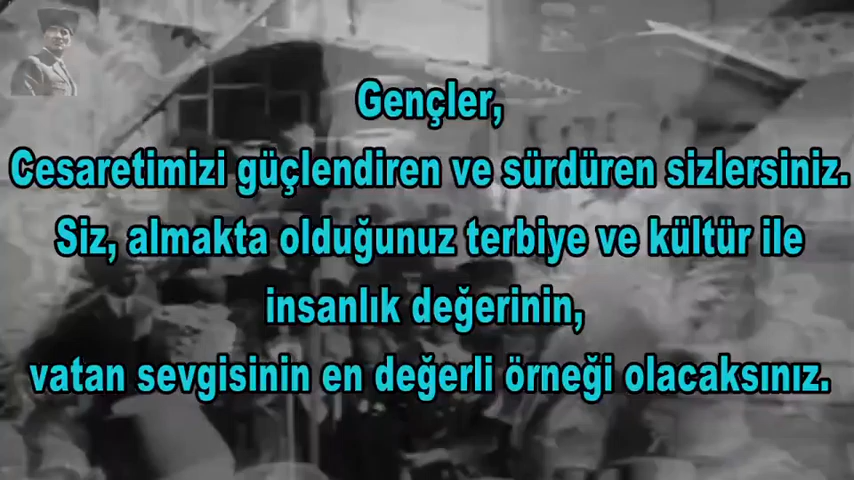 Gençler,
Cesaretimizi güçlendiren ve sürdüren sizlersiniz.
Siz, almakta olduğunuz terbiye ve kültür ile
insanlık değerinin,
vatan sevgisinin en değerli örneği olacaksınız.